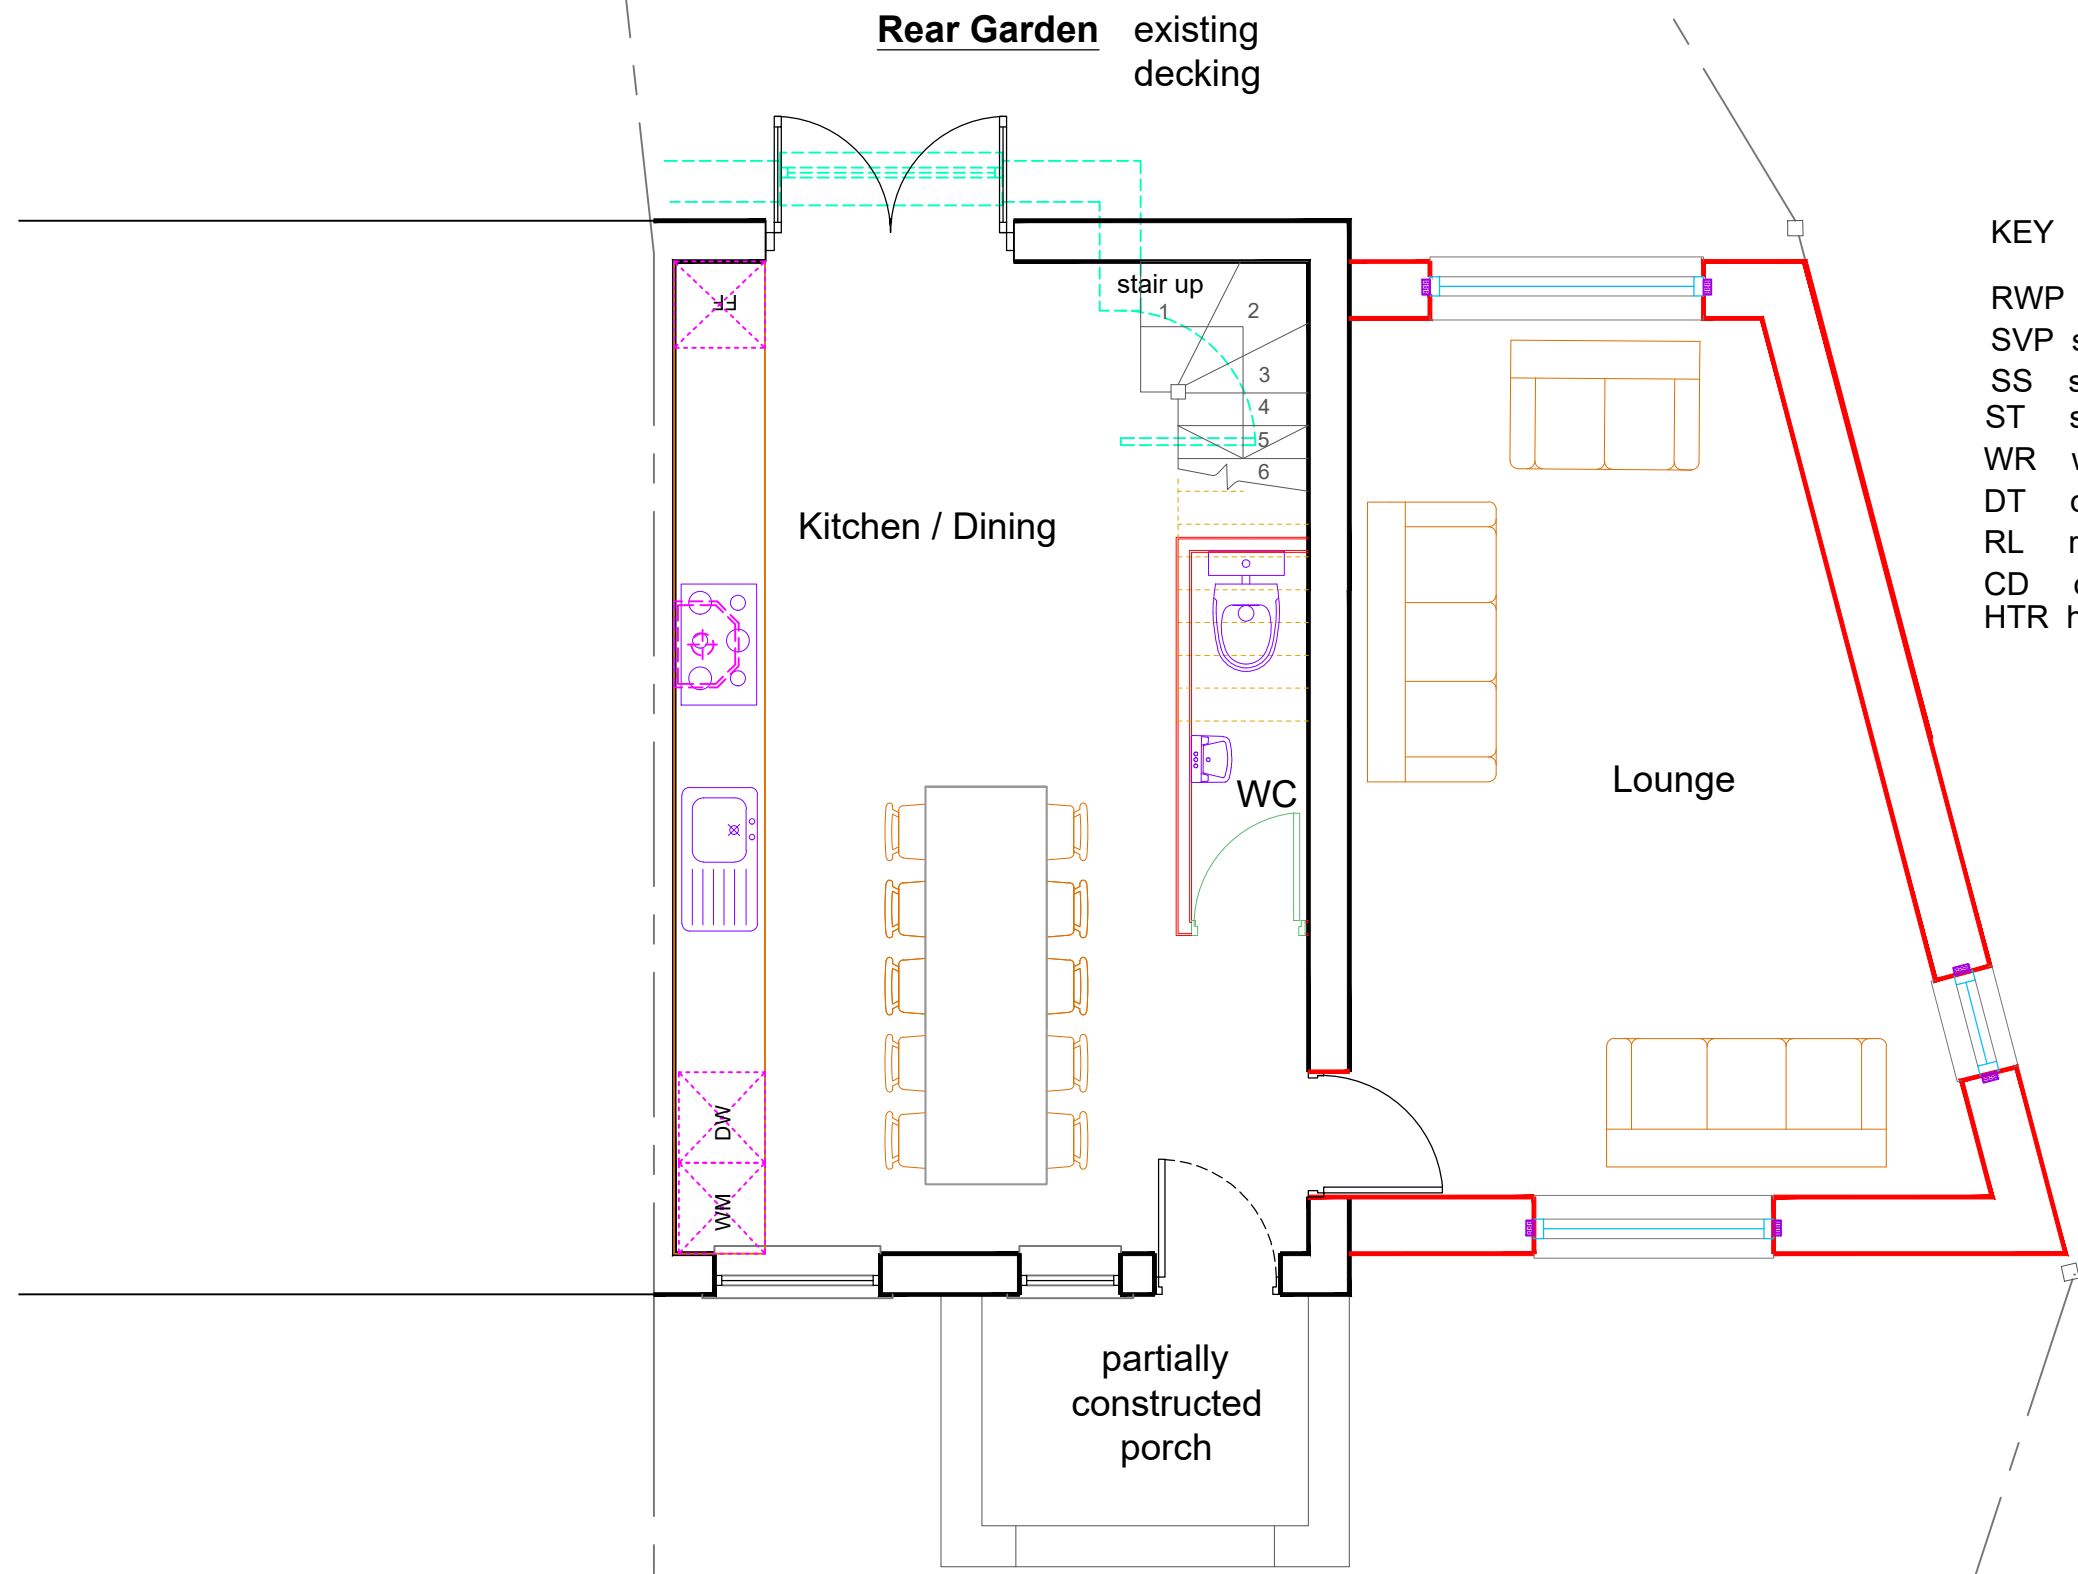 Rear Garden existing
decking
KEY
RWP
SVP s
SS s
ST s
WR
DT
RL r
CD
HTR h
stair up
1
2
3
4
5
6
FF
Kitchen / Dining
WC
Lounge
DW
WM
partially
constructed
porch